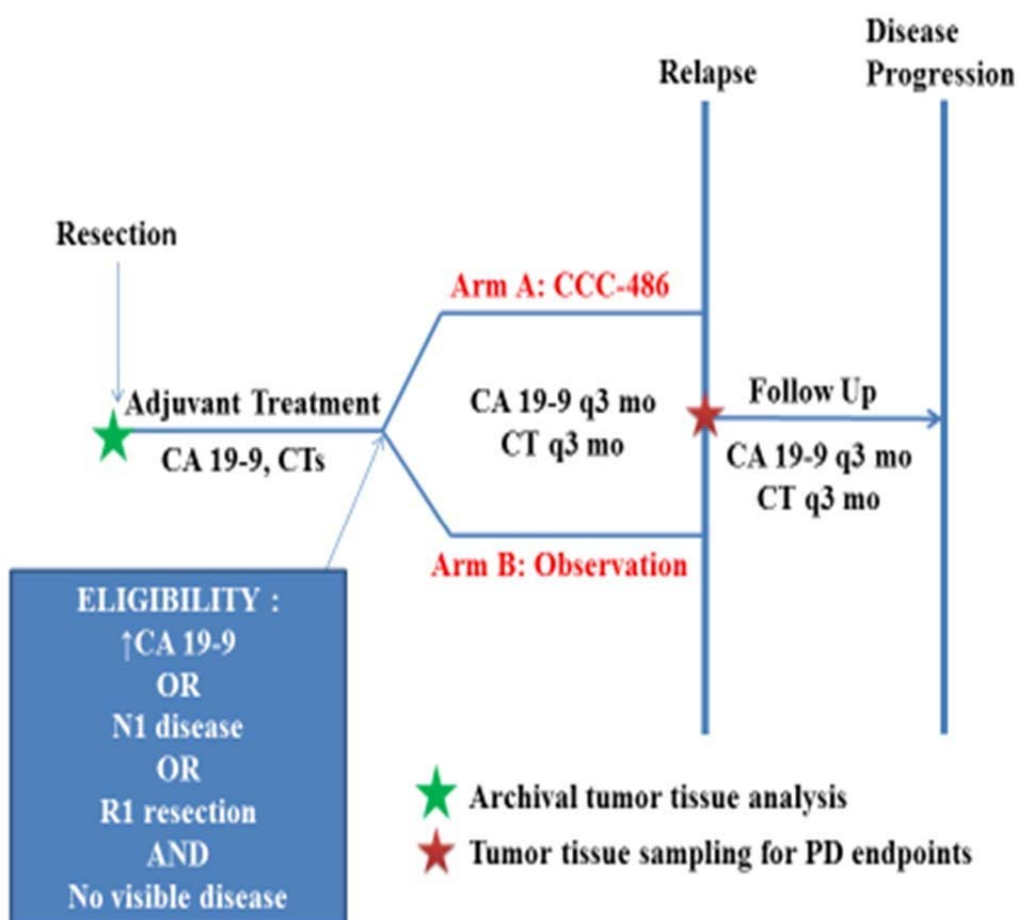 Disease
Progression
Relapse
Resection
Arm A: CCC-486
Adjuvant Treatment
CA 19-9, CTs
CA 19-9 q3 mo
CT q3 mo
Follow Up
CA 19-9 q3 mo
CT q3 mo
Arm B: Observation
ELIGIBILITY :
↑CA 19-9
OR
N1 disease
OR
R1 resection
AND
No visible disease
Archival tumor tissue analysis
Tumor tissue sampling for PD endpoints